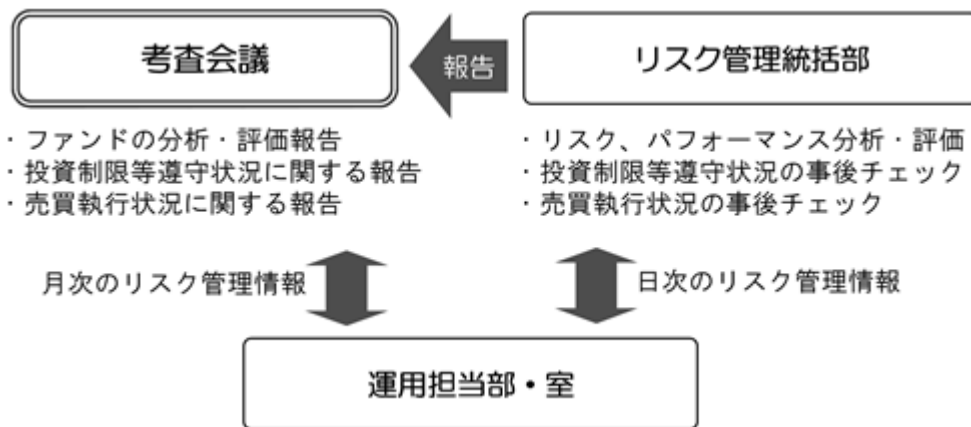 考査会議
報告
リスク管理統括部
・ファンドの分析・評価報告
・投資制限等遵守状況に関する報告
・売買執行状況に関する報告
・リスク、パフォーマンス分析・評価
・投資制限等遵守状況の事後チェック
・売買執行状況の事後チェック
月次のリスク管理情報
日次のリスク管理情報
運用担当部・室